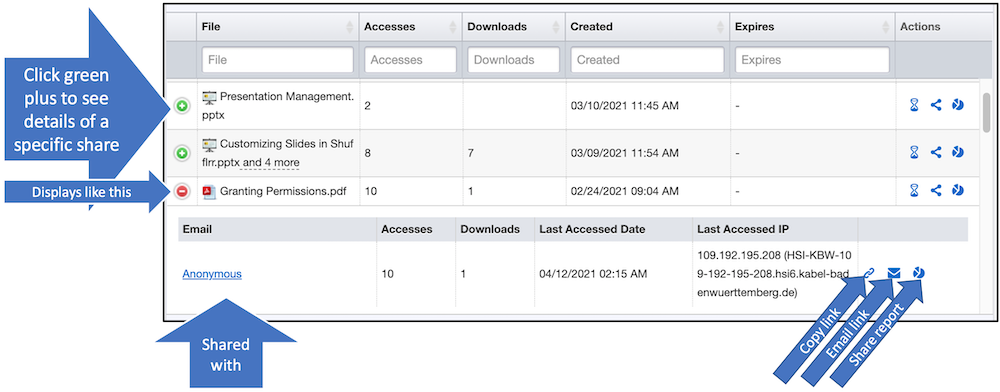 File Accesses Downloads Created Expires Actions
File Accesses Downloads Created Expires
Click green
plus to see
details of a
specific share
Presentation Management.
pptx
2 03/10/2021 11:45 AM -
Customizing Slides in Shuf
flrr.pptx and 4 more
8 7 03/09/2021 11:54 AM -
Displays like this
Granting Permissions.pdf 10 1 02/24/2021 09:04 AM -
Email Accesses Downloads Last Accessed Date Last Accessed IP
Anonymous 10 1 04/12/2021 02:15 AM
109.192.195.208 (HSI-KBW-10
9-192-195-208.hsi6.kabel-bad
enwuerttemberg.de)
Shared
with
Copy link
Email link
Share report